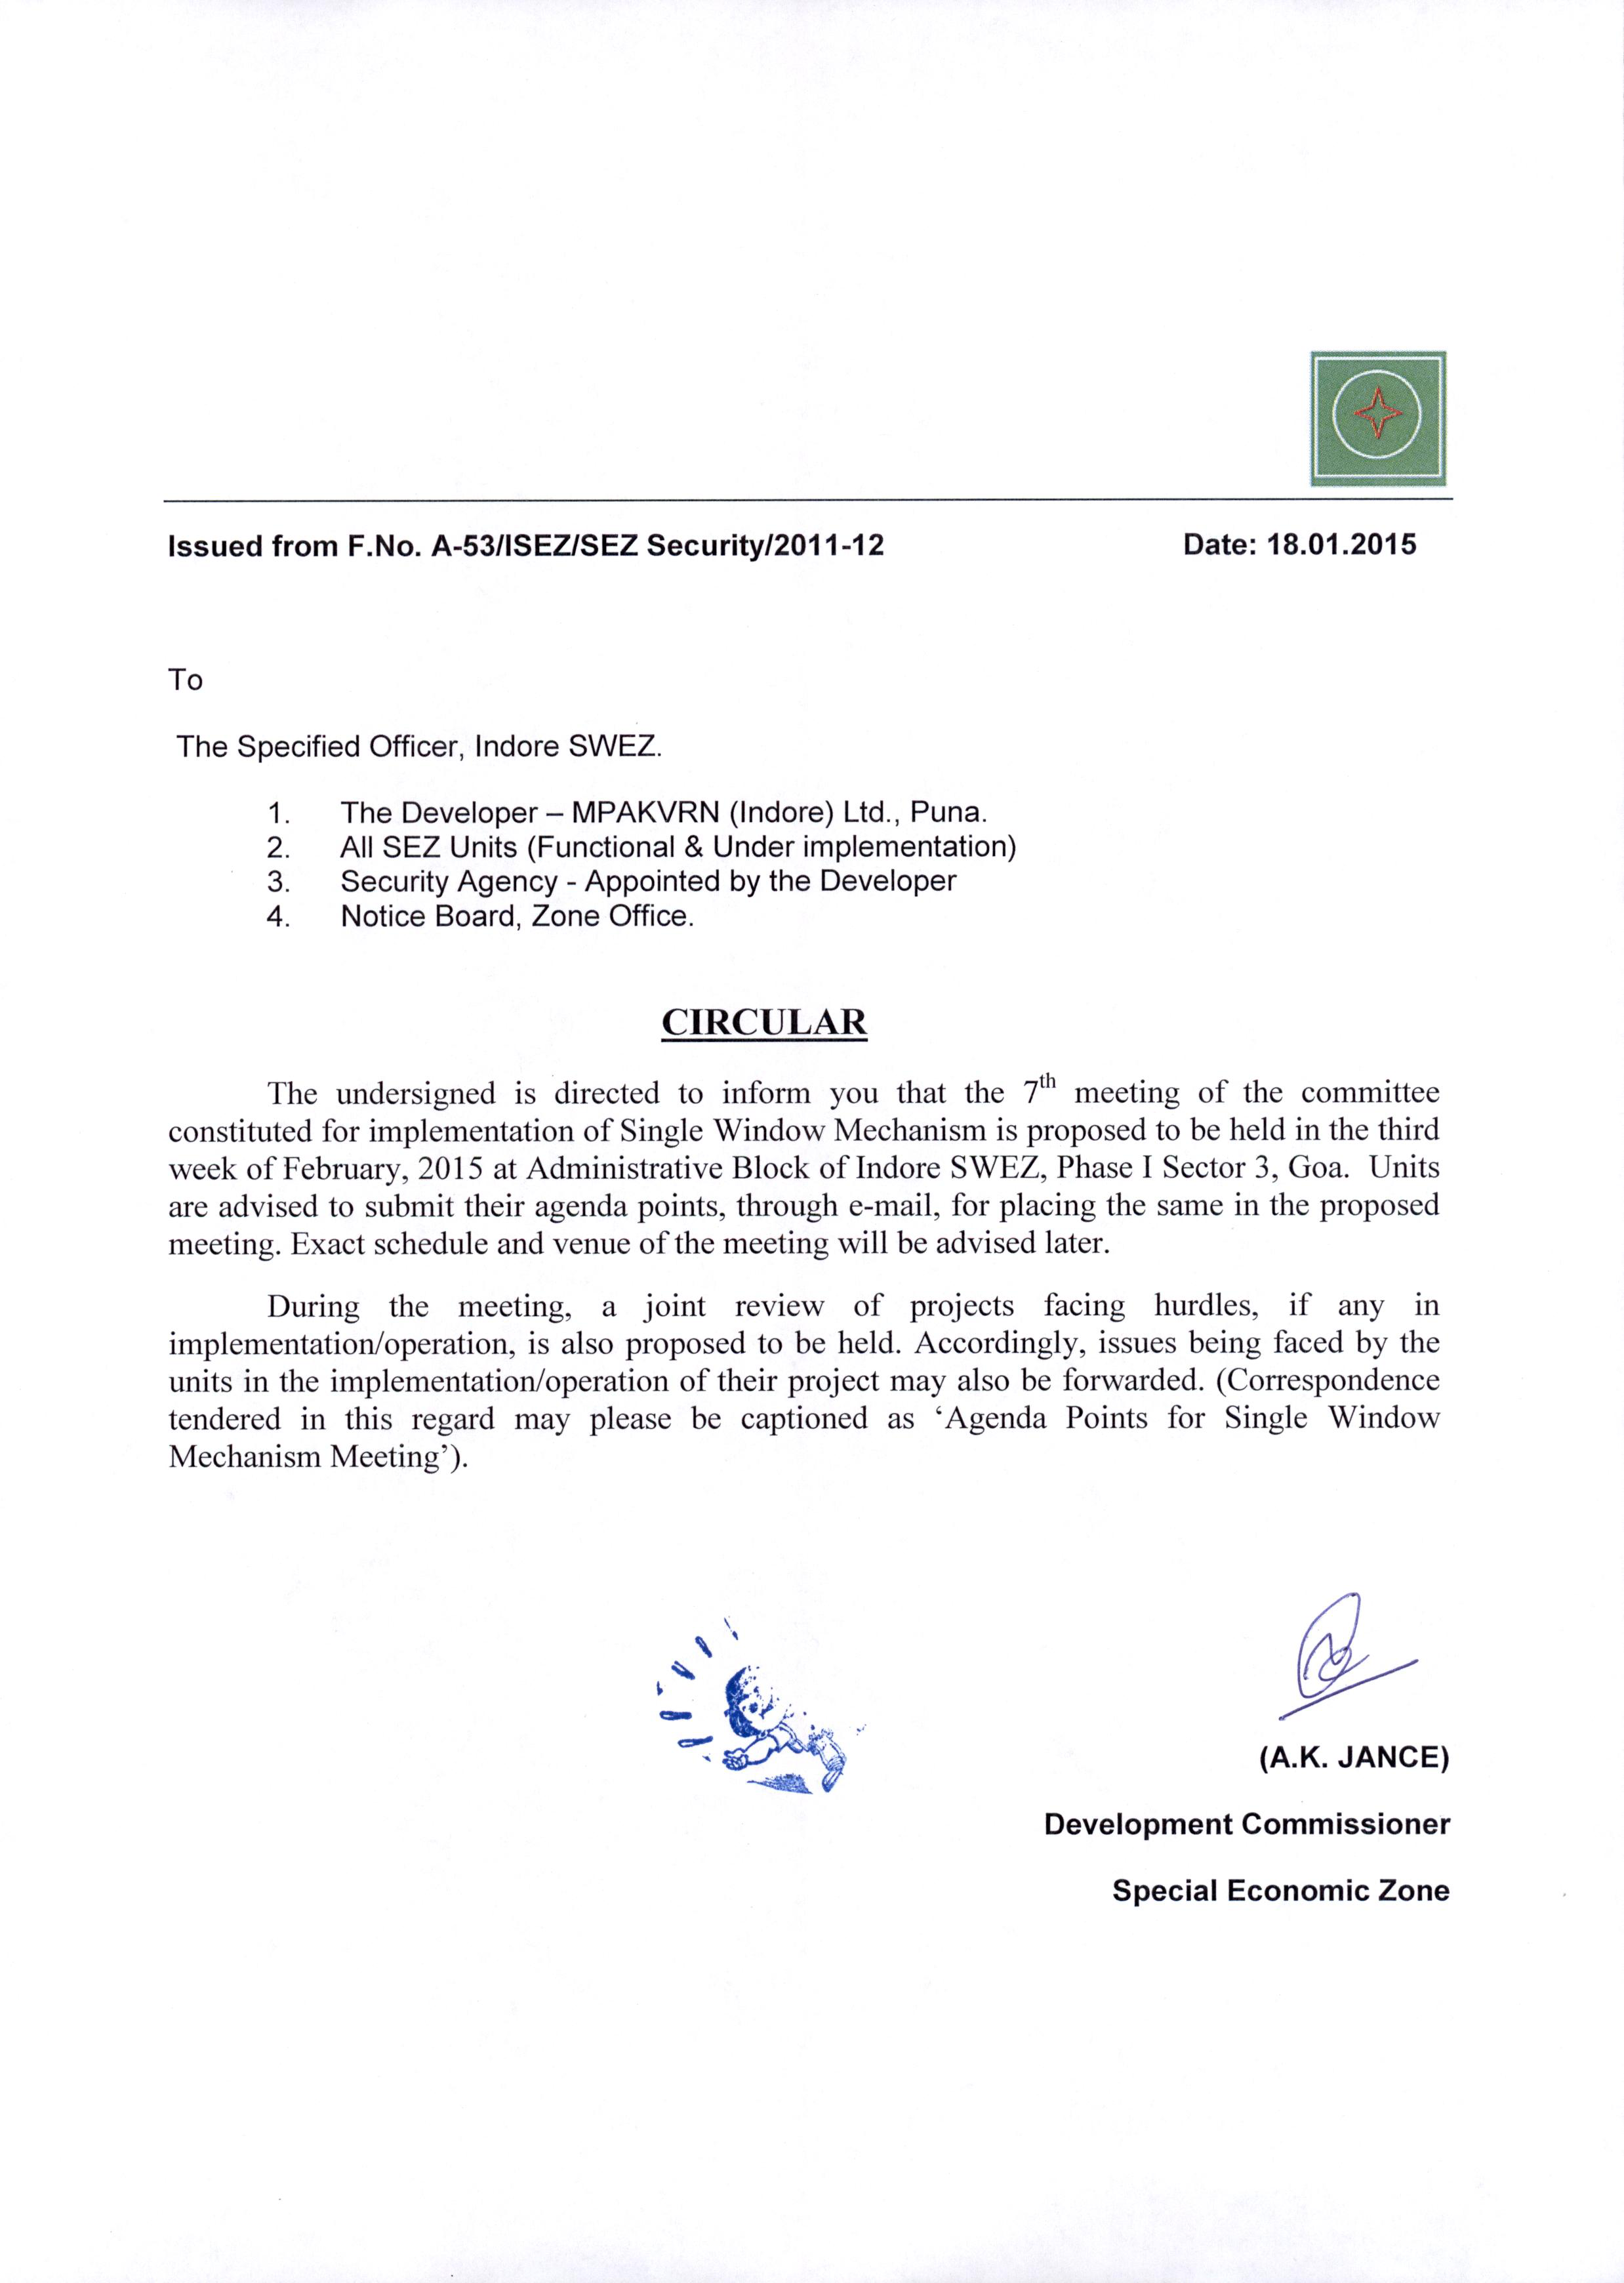 Issued from F.No. A-53/ISEZ/SEZ Security/2011-12 Date: 18.01.2015
To
The Specified Officer, Indore SWEZ.
1. The Developer – MPAKVRN (Indore) Ltd., Puna.
2. All SEZ Units (Functional & Under implementation)
3. Security Agency - Appointed by the Developer
4. Notice Board, Zone Office.
CIRCULAR
The undersigned is directed to inform you that the 7th meeting of the committee
constituted for implementation of Single Window Mechanism is proposed to be held in the third
week of February, 2015 at Administrative Block of Indore SWEZ, Phase I Sector 3, Goa. Units
are advised to submit their agenda points, through e-mail, for placing the same in the proposed
meeting. Exact schedule and venue of the meeting will be advised later.
During the meeting, a joint review of projects facing hurdles, if any in
implementation/operation, is also proposed to be held. Accordingly, issues being faced by the
units in the implementation/operation of their project may also be forwarded. (Correspondence
tendered in this regard may please be captioned as ‘Agenda Points for Single Window
Mechanism Meeting’).
(A.K. JANCE)
Development Commissioner
Special Economic Zone